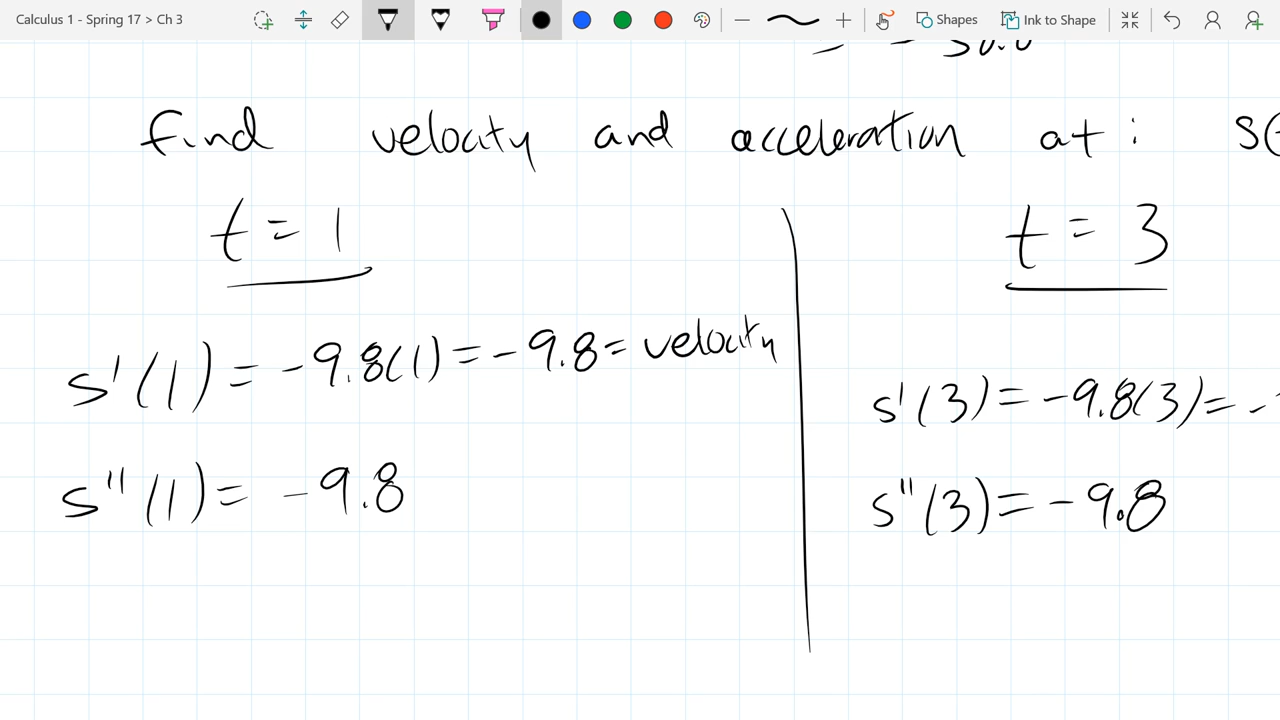 Calculus 1 - Spring 17 > Ch 3
Shapes
Ink to Shape
find velocity and acceleration at: S(
t = 1
s'(1) = -9.8(1) = -9.8 = velocity
s''(1) = -9.8
t = 3
s'(3) = -9.8(3) = -
s''(3) = -9.8